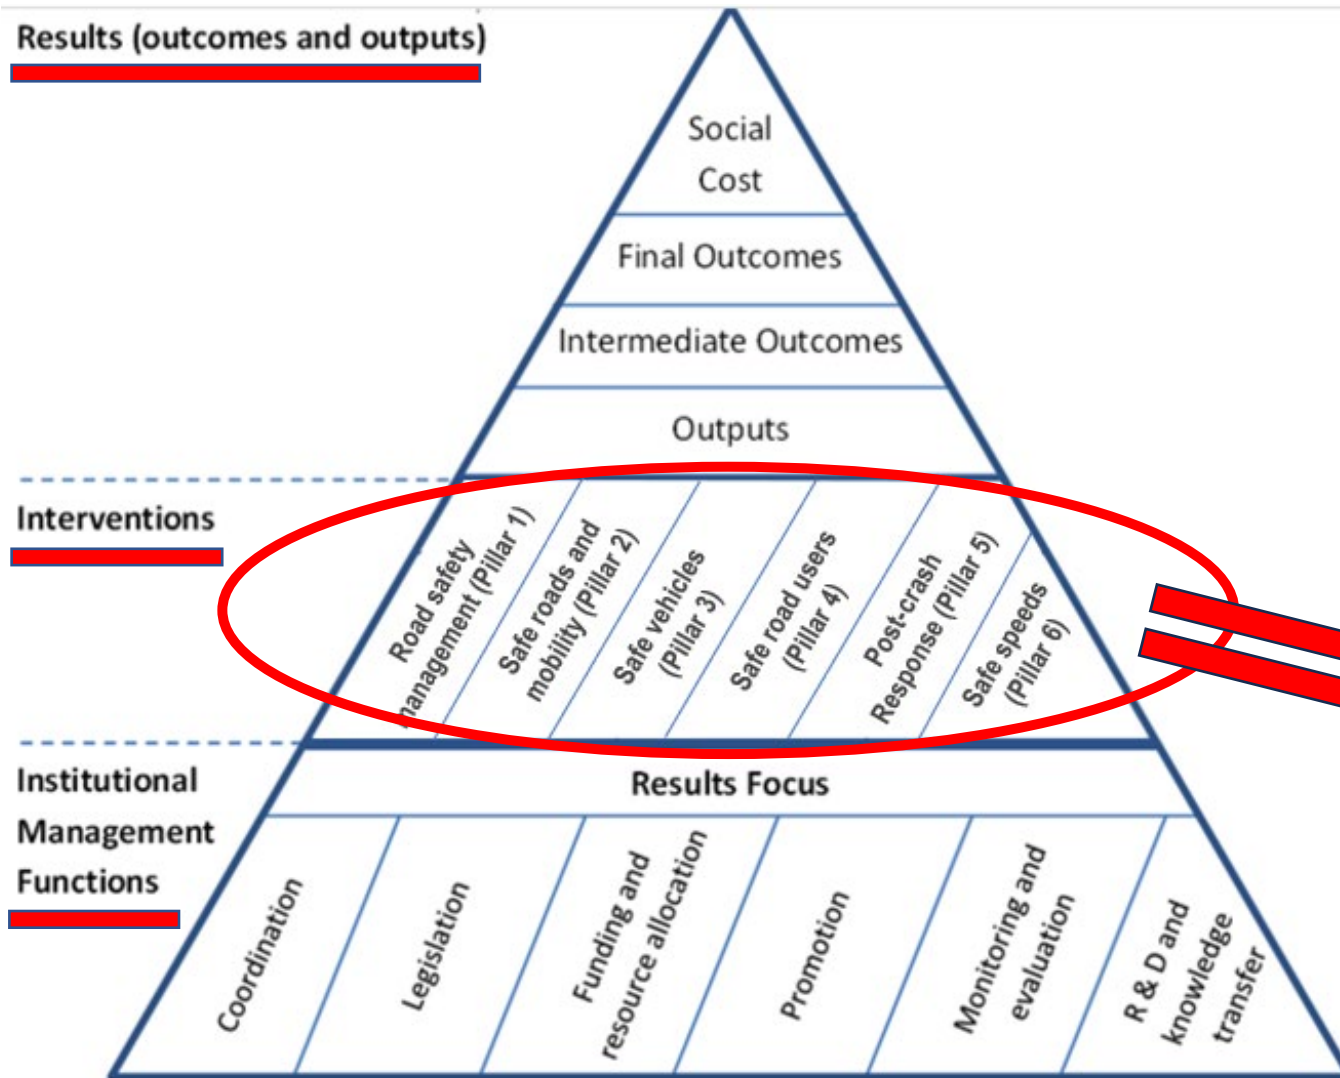 Results (outcomes and outputs)
Social
Cost
Final Outcomes
Intermediate Outcomes
Outputs
Interventions
Road safety
management (Pillar 1)
Safe roads and
mobility (Pillar 2)
Safe vehicles
(Pillar 3)
Safe road users
(Pillar 4)
Post-crash
Response (Pillar 5)
Safe speeds
(Pillar 6)
Institutional
Management
Functions
Results Focus
Coordination
Legislation
Funding and
resource allocation
Promotion
Monitoring and
evaluation
R & D and
knowledge
transfer